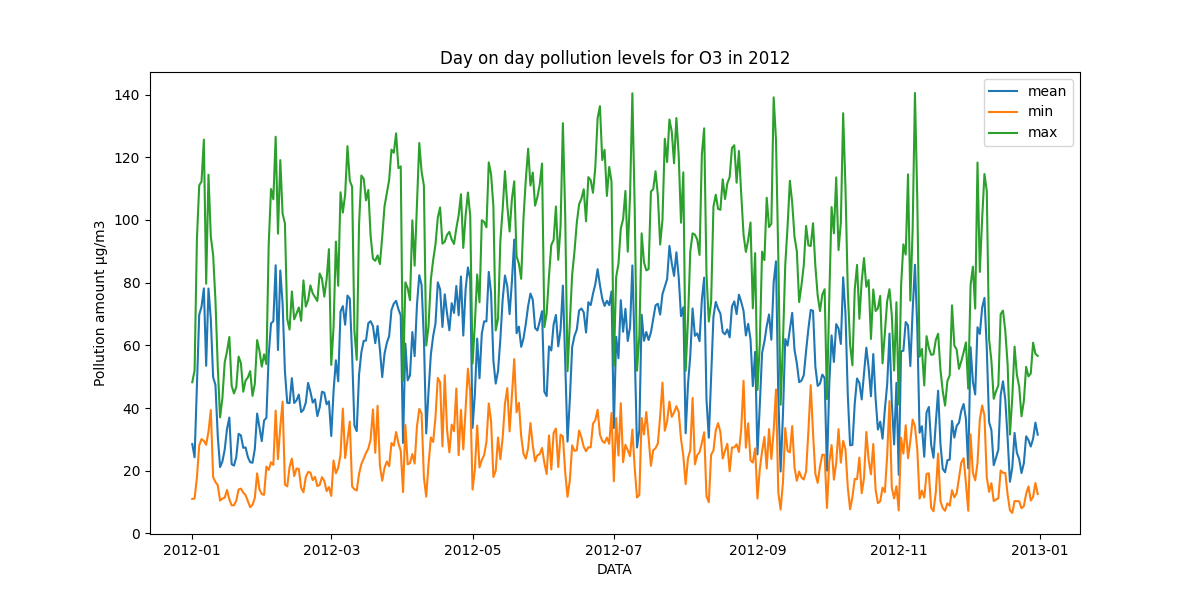 Day on day pollution levels for O3 in 2012
mean
min
max
Pollution amount µg/m3
140
120
100
80
60
40
20
0
2012-01
2012-03
2012-05
2012-07
2012-09
2012-11
2013-01
DATA